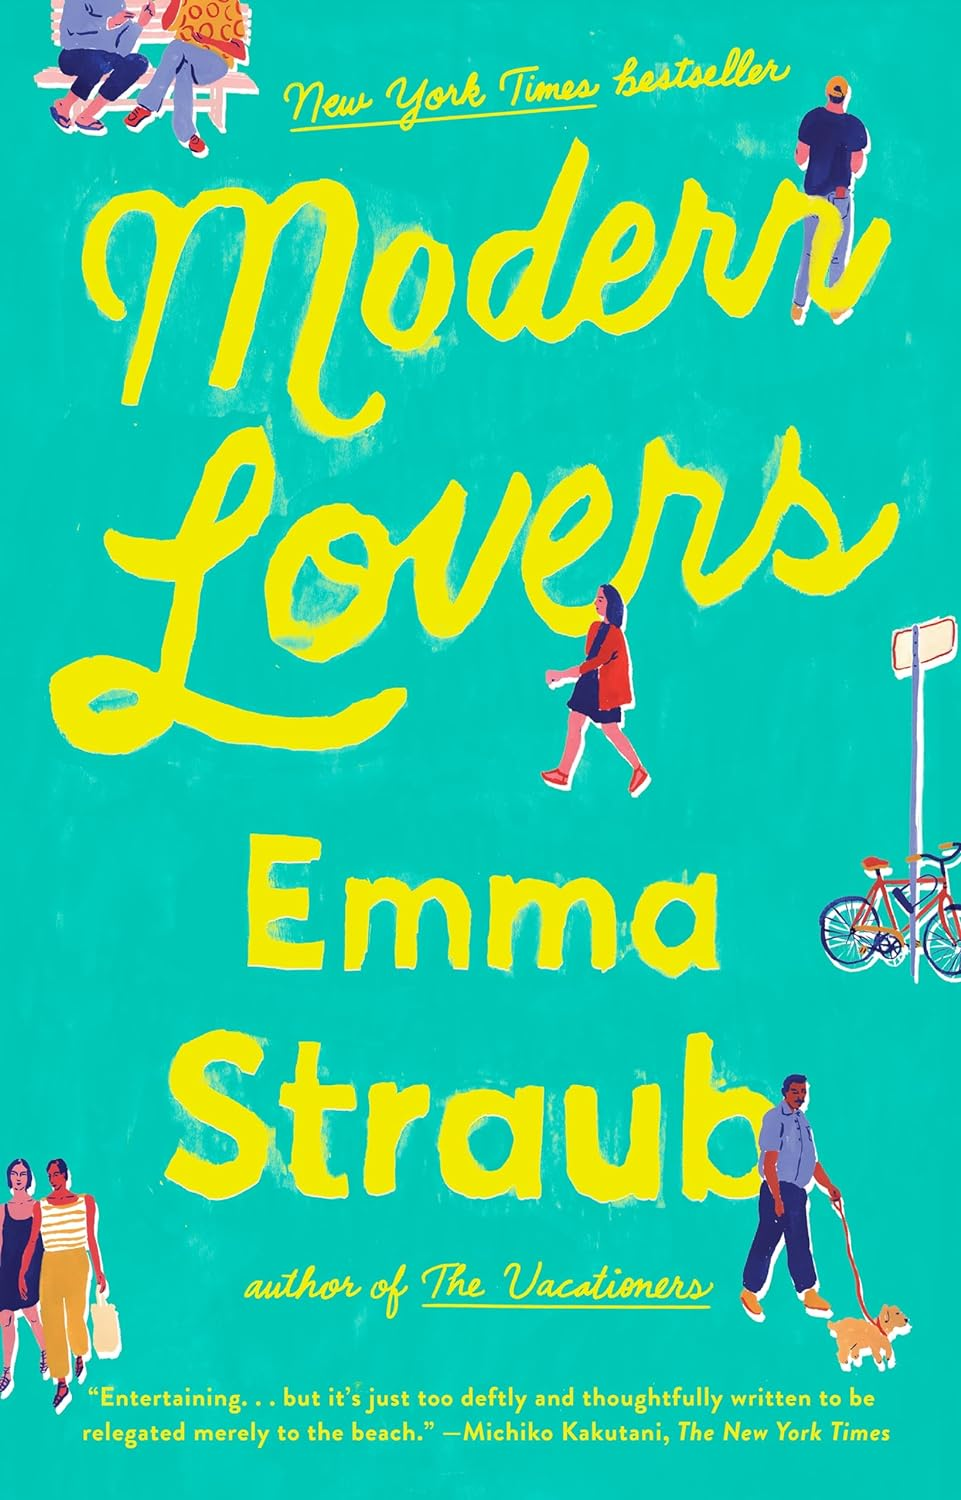 New York Times bestseller
Modern
Lovers
Emma
Straub
author of The Vacationers
“Entertaining. . . but it’s just too deftly and thoughtfully written to be
relegated merely to the beach.” —Michiko Kakutani, The New York Times